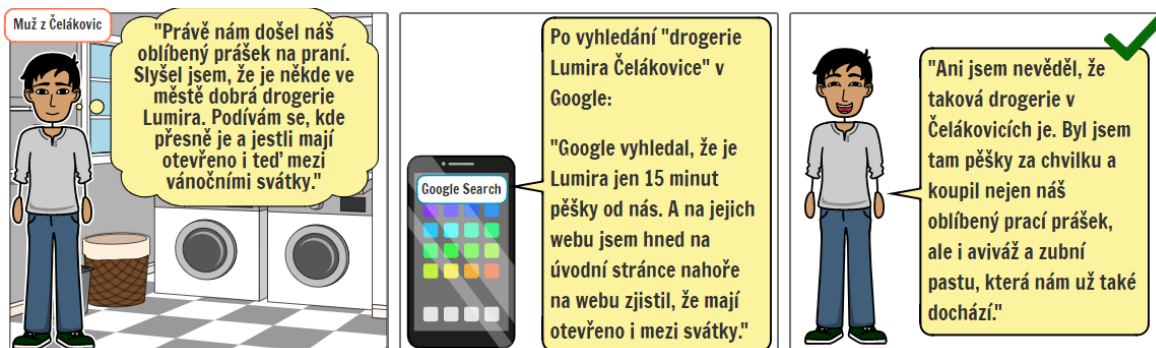 Muž z Čelákovic
"Právě nám došel náš
oblíbený prášek na praní.
Slyšel jsem, že je někde ve
městě dobrá drogerie
Lumira. Podívám se, kde
přesně je a jestli mají
otevřeno i teď mezi
vánočními svátky."
Google Search
Po vyhledání "drogerie
Lumira Čelákovice" v
Google:
"Google vyhledal, že je
Lumira jen 15 minut
pěšky od nás. A na jejich
webu jsem hned na
úvodní stránce nahoře
na webu zjistil, že mají
otevřeno i mezi svátky."
"Ani jsem nevěděl, že
taková drogerie v
Čelákovicích je. Byl jsem
tam pěšky za chvilku a
koupil nejen náš
oblíbený prací prášek,
ale i aviváž a zubní
pastu, která nám už také
dochází."